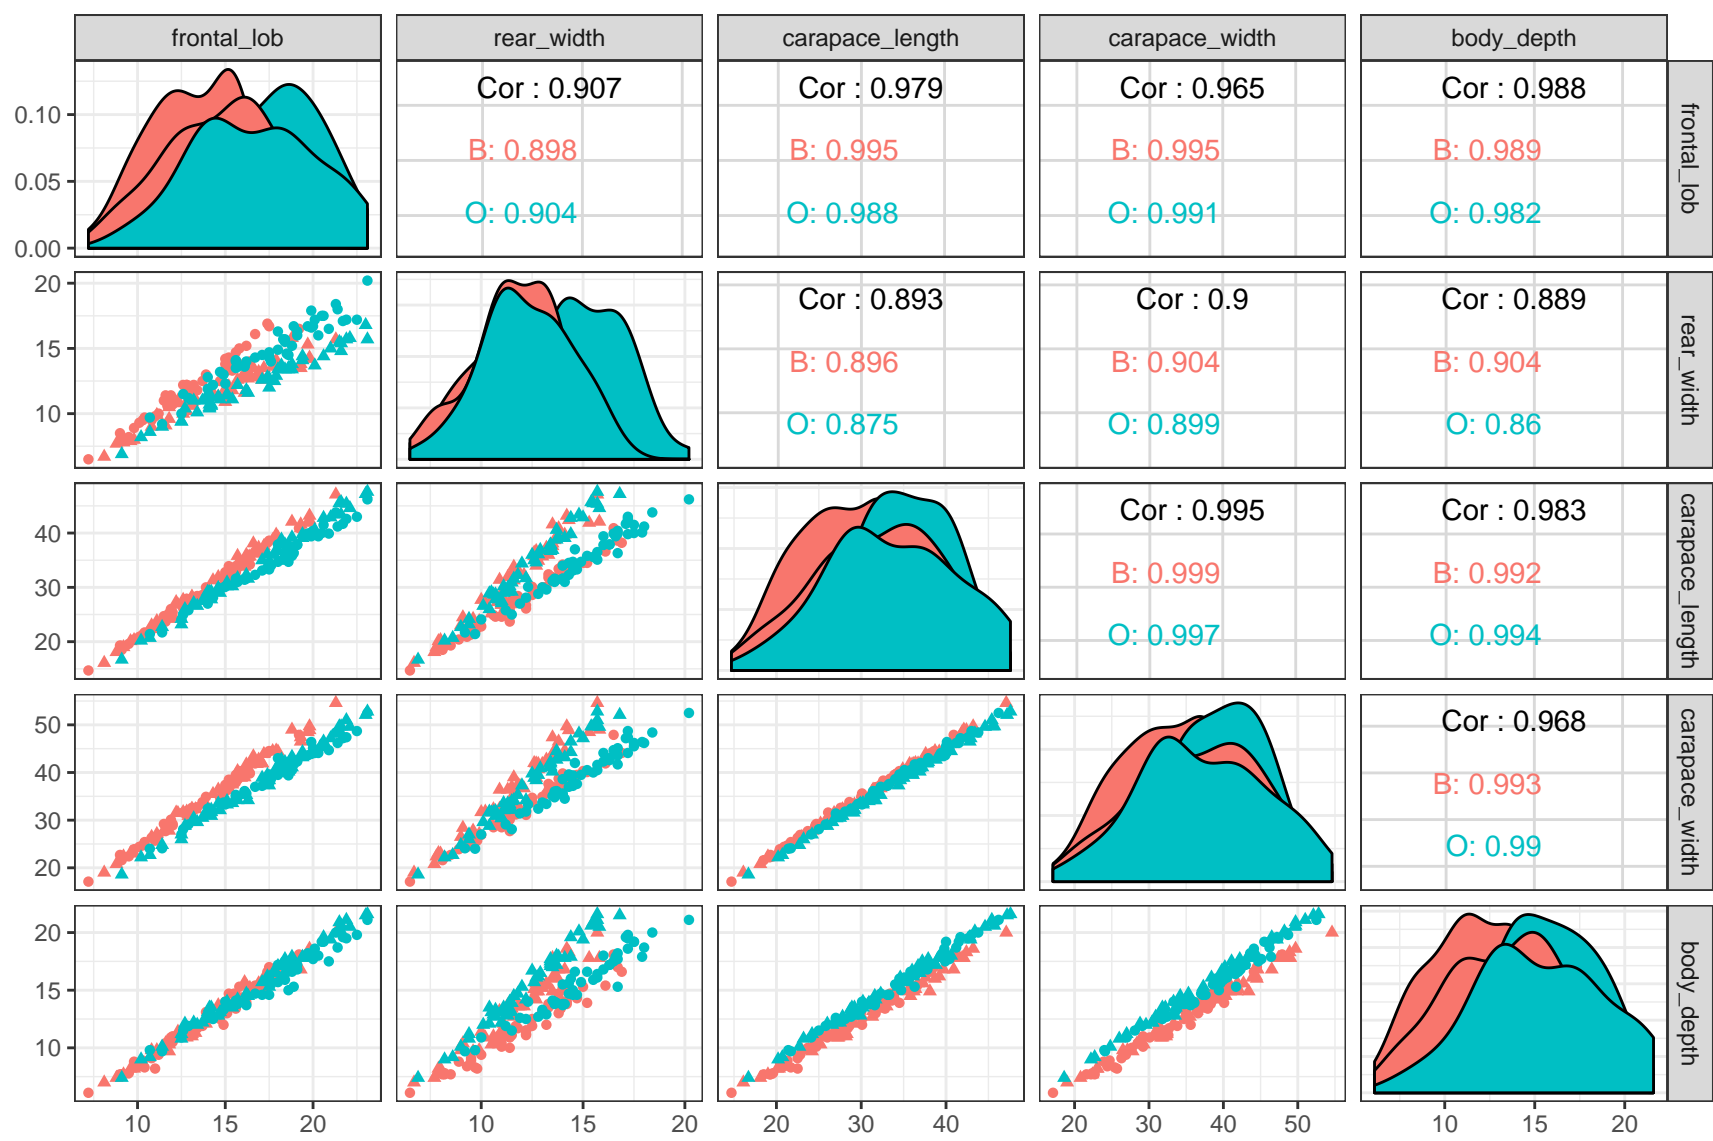 frontal_lob rear_width carapace_length carapace_width body_depth
0.10
0.05
0.00
Cor : 0.907
B: 0.898
O: 0.904
Cor : 0.979
B: 0.995
O: 0.988
Cor : 0.965
B: 0.995
O: 0.991
Cor : 0.988
B: 0.989
O: 0.982
frontal_lob
20
15
10
Cor : 0.893
B: 0.896
O: 0.875
Cor : 0.9
B: 0.904
O: 0.899
Cor : 0.889
B: 0.904
O: 0.86
rear_width
40
30
20
Cor : 0.995
B: 0.999
O: 0.997
Cor : 0.983
B: 0.992
O: 0.994
carapace_length
50
40
30
20
Cor : 0.968
B: 0.993
O: 0.99
carapace_width
20
15
10
body_depth
10 15 20 10 15 20 20 30 40 20 30 40 50 10 15 20